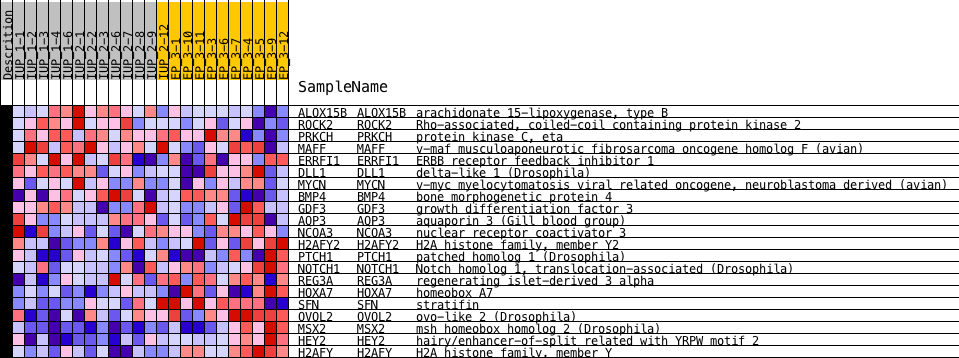 Descrition
IUP_1-1
IUP_1-2
IUP_1-3
IUP_1-4
IUP_1-6
IUP_2-1
IUP_2-2
IUP_2-3
IUP_2-6
IUP_2-7
IUP_2-8
IUP_2-9
IUP_2-12
EP_3-1
EP_3-10
EP_3-11
EP_3-3
EP_3-6
EP_3-7
EP_3-4
EP_3-5
EP_3-9
EP_3-12
SampleName
ALOX15B ALOX15B arachidonate 15-lipoxygenase, type B
ROCK2 ROCK2 Rho-associated, coiled-coil containing protein kinase 2
PRKCH PRKCH protein kinase C, eta
MAFF MAFF v-maf musculoaponeurotic fibrosarcoma oncogene homolog F (avian)
ERRFI1 ERRFI1 ERBB receptor feedback inhibitor 1
DLL1 DLL1 delta-like 1 (Drosophila)
MYCN MYCN v-myc myelocytomatosis viral related oncogene, neuroblastoma derived (avian)
BMP4 BMP4 bone morphogenetic protein 4
GDF3 GDF3 growth differentiation factor 3
AQP3 AQP3 aquaporin 3 (Gill blood group)
NCOA3 NCOA3 nuclear receptor coactivator 3
H2AFY2 H2AFY2 H2A histone family, member Y2
PTCH1 PTCH1 patched homolog 1 (Drosophila)
NOTCH1 NOTCH1 Notch homolog 1, translocation-associated (Drosophila)
REG3A REG3A regenerating islet-derived 3 alpha
HOXA7 HOXA7 homeobox A7
SFN SFN stratifin
OVOL2 OVOL2 ovo-like 2 (Drosophila)
MSX2 MSX2 msh homeobox homolog 2 (Drosophila)
HEY2 HEY2 hairy/enhancer-of-split related with YRPW motif 2
H2AFY H2AFY H2A histone family, member Y